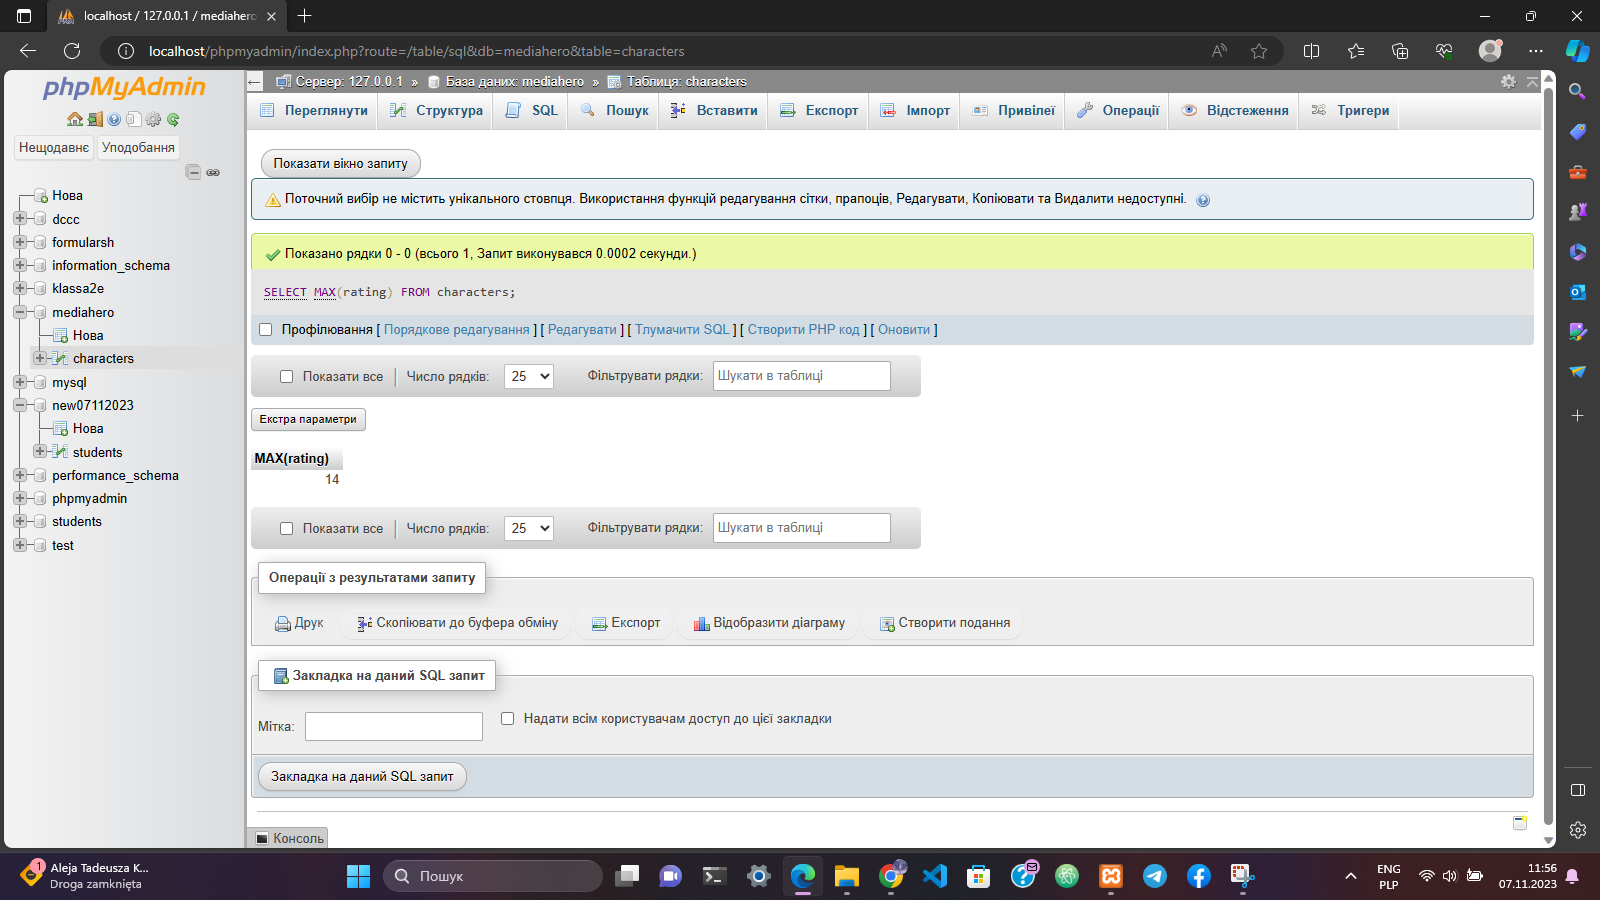 localhost / 127.0.0.1 / mediahero
localhost/phpmyadmin/index.php?route=/table/sql&db=mediahero&table=characters
phpMyAdmin
Нещодавнє Уподобання
Нова
dccc
formularsh
information_schema
klassa2e
mediahero
Нова
characters
mysql
new07112023
Нова
students
performance_schema
phpmyadmin
students
test
Сервер: 127.0.0.1 » База даних: mediahero » Таблиця: characters
Переглянути Структура SQL Пошук Вставити Експорт Імпорт Привілеї Операції Відстеження Тригери
Показати вікно запиту
Поточний вибір не містить унікального стовпця. Використання функцій редагування сітки, прапоців, Редагувати, Копіювати та Видалити недоступні.
Показано рядки 0 - 0 (всього 1, Запит виконувався 0.0002 секунди.)
SELECT MAX(rating) FROM characters;
Профілювання [ Порядкове редагування ] [ Редагувати ] [ Тлумачити SQL ] [ Створити PHP код ] [ Оновити ]
Показати все Число рядків: 25 Фільтрувати рядки: Шукати в таблиці
Екстра параметри
MAX(rating)
14
Показати все Число рядків: 25 Фільтрувати рядки: Шукати в таблиці
Операції з результатами запиту
Друк Скопіювати до буфера обміну Експорт Відобразити діаграму Створити подання
Закладка на даний SQL запит
Мітка: Надати всім користувачам доступ до цієї закладки
Закладка на даний SQL запит
Консоль
1
Aleja Tadeusza K...
Droga zamknięta
Пошук
ENG
PLP
11:56
07.11.2023